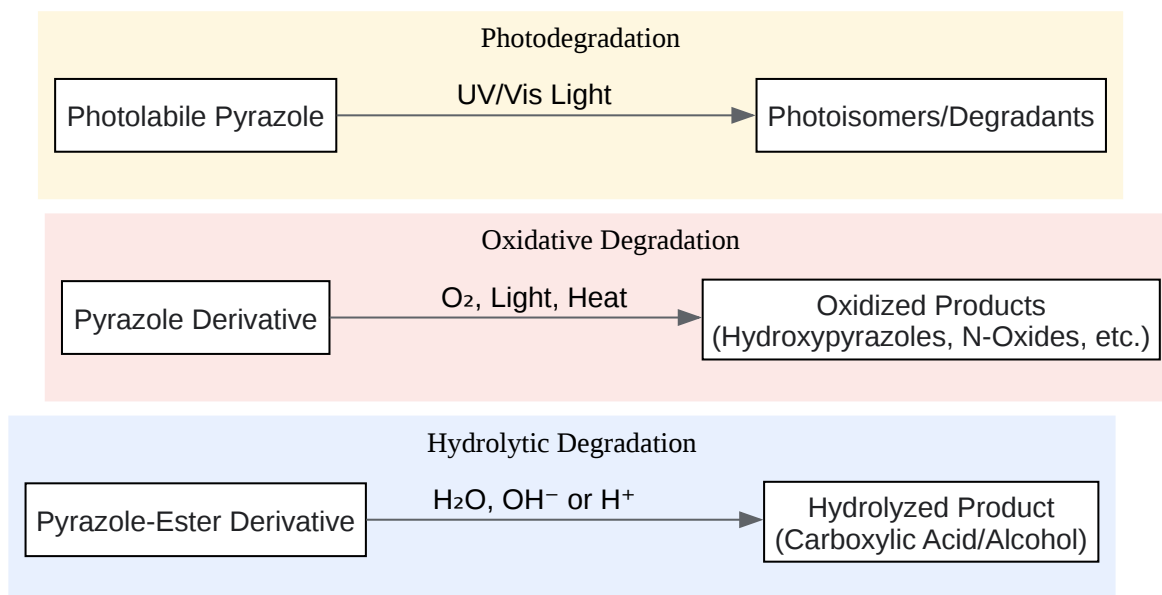 Photodegradation
Photolabile Pyrazole
UV/Vis Light
Photoisomers/Degradants
Oxidative Degradation
Pyrazole Derivative
O₂, Light, Heat
Oxidized Products
(Hydroxypyrazoles, N-Oxides, etc.)
Hydrolytic Degradation
Pyrazole-Ester Derivative
H₂O, OH⁻ or H⁺
Hydrolyzed Product
(Carboxylic Acid/Alcohol)